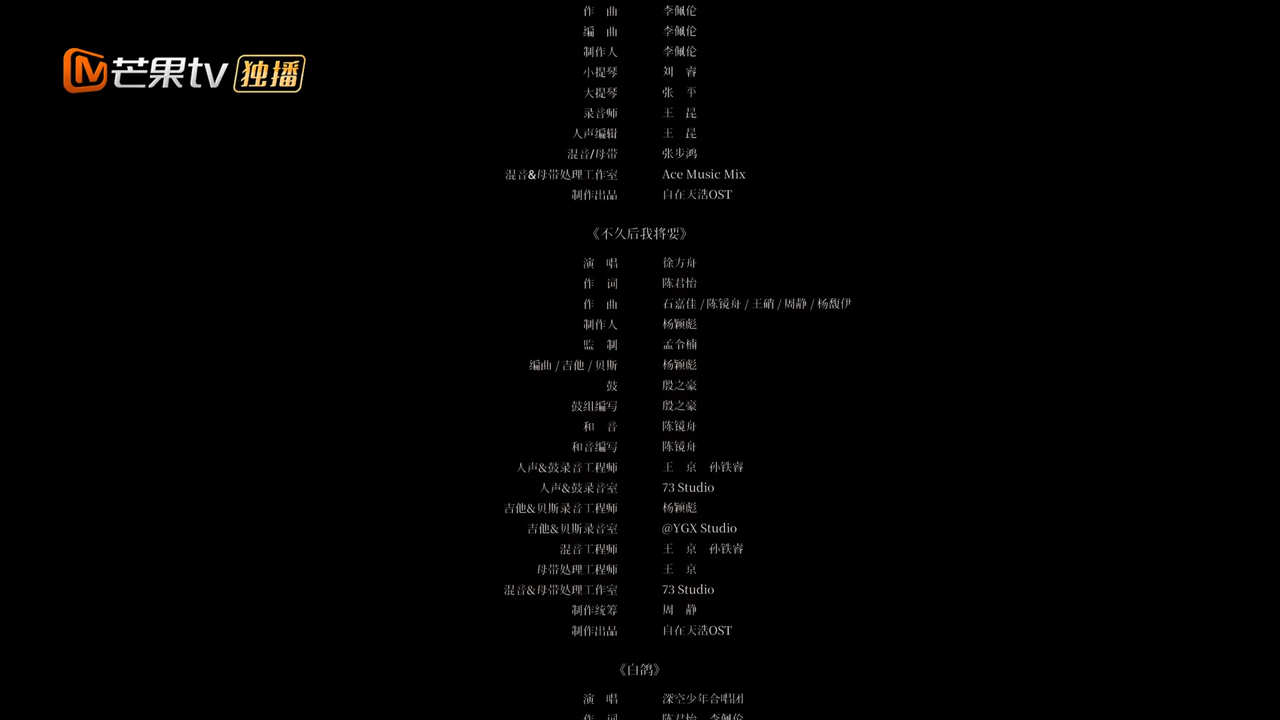 芒果tv 独播
作 曲 李佩伦
编 曲 李佩伦
制作人 李佩伦
小提琴 刘 睿
大提琴 张 平
录音师 王 昆
人声编辑 王 昆
混音/母带 张步鸿
混音&母带处理工作室 Ace Music Mix
制作出品 自在天浩OST
《不久后我将要》
演 唱 徐方舟
作 词 陈君怡
作 曲 石嘉佳 / 陈镜舟 / 王硝 / 周静 / 杨馥伊
制作人 杨颖彪
监 制 孟令楠
编曲 / 吉他 / 贝斯 杨颖彪
鼓 殷之豪
鼓组编写 殷之豪
和 音 陈镜舟
和音编写 陈镜舟
人声&鼓录音工程师 王 京 孙铁睿
人声&鼓录音室 73 Studio
吉他&贝斯录音工程师 杨颖彪
吉他&贝斯录音室 @YGX Studio
混音工程师 王 京 孙铁睿
母带处理工程师 王 京
混音&母带处理工作室 73 Studio
制作统筹 周 静
制作出品 自在天浩OST
《白鸽》
演 唱 深空少年合唱团
作 词 陈君怡 李佩伦